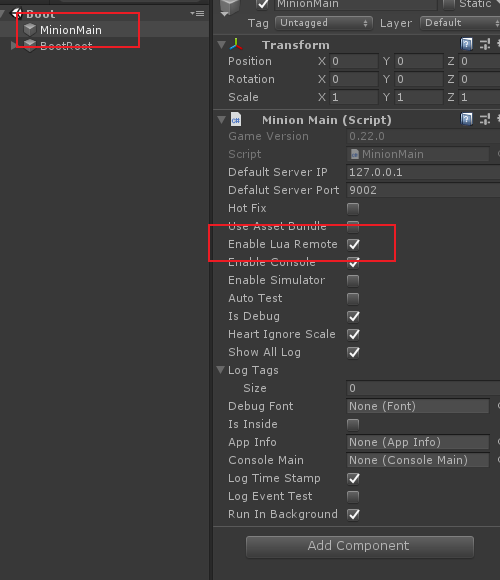 Boot
MinionMain
BootRoot
MinionMain
Static
Tag Untagged Layer Default
Transform
Position X 0 Y 0 Z 0
Rotation X 0 Y 0 Z 0
Scale X 1 Y 1 Z 1
Minion Main (Script)
Game Version 0.22.0
Script MinionMain
Default Server IP 127.0.0.1
Defalut Server Port 9002
Hot Fix
Use Asset Bundle
Enable Lua Remote
Enable Console
Enable Simulator
Auto Test
Is Debug
Heart Ignore Scale
Show All Log
Log Tags
Size 0
Debug Font None (Font)
Is Inside
App Info None (App Info)
Console Main None (Console Main)
Log Time Stamp
Log Event Test
Run In Background
Add Component